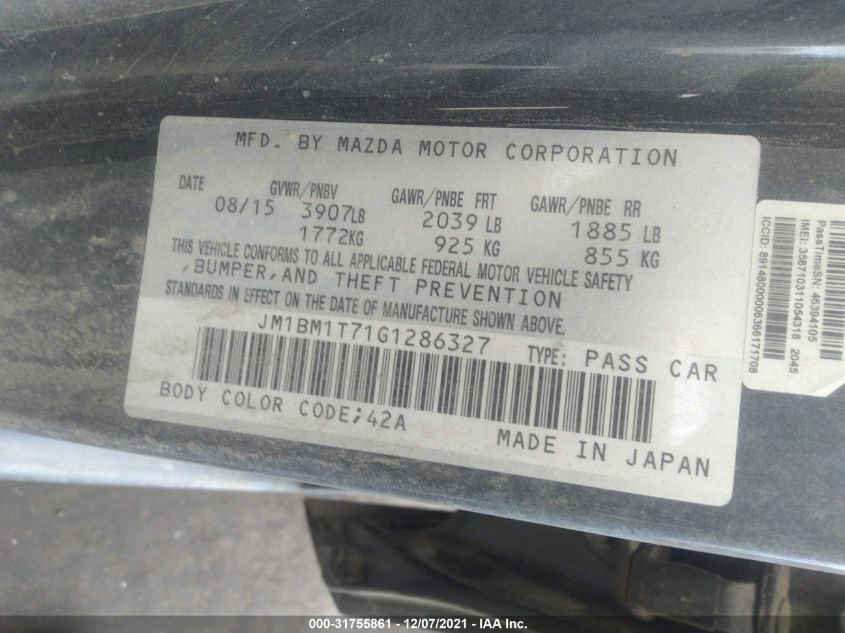 MFD. BY MAZDA MOTOR CORPORATION
DATE GVWR/PNBV GAWR/PNBE FRT GAWR/PNBE RR
08/15 3907LB 2039 LB 1885 LB
1772KG 925 KG 855 KG
THIS VEHICLE CONFORMS TO ALL APPLICABLE FEDERAL MOTOR VEHICLE SAFETY
,BUMPER,AND THEFT PREVENTION
STANDARDS IN EFFECT ON THE DATE OF MANUFACTURE SHOWN ABOVE.
JM1BM1T71G1286327 TYPE: PASS CAR
BODY COLOR CODE;42A
MADE IN JAPAN
PassTimeSN: 46394105
IMEI: 358710311054318 2045
ICCID: 89148000006366171708
000-31755861 - 12/07/2021 - IAA Inc.